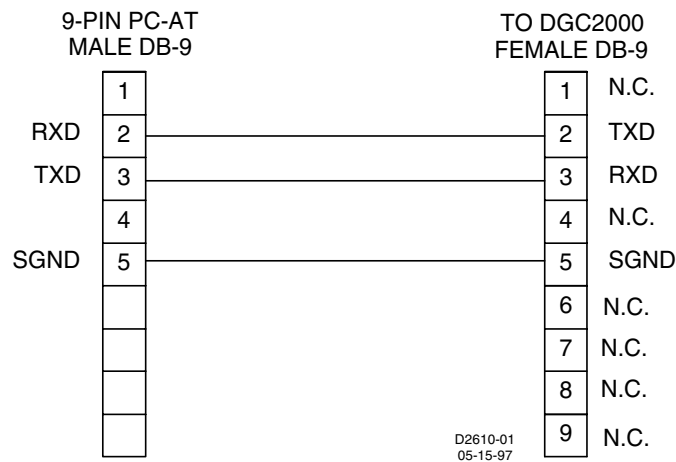 9-PIN PC-AT
MALE DB-9
TO DGC2000
FEMALE DB-9
1 1 N.C.
RXD 2 2 TXD
TXD 3 3 RXD
4 4 N.C.
SGND 5 5 SGND
6 N.C.
7 N.C.
8 N.C.
9 N.C.
D2610-01
05-15-97